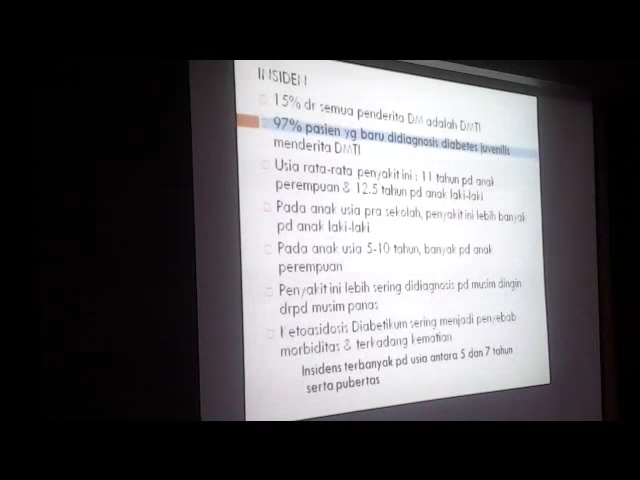 INSIDEN
15% dr semua penderita DM adalah DMTI
97% pasien yg baru didiagnosis diabetes juvenilis
menderita DMTI
Usia rata-rata penyakit ini : 11 tahun pd anak
perempuan & 12.5 tahun pd anak laki-laki
Pada anak usia pra sekolah, penyakit ini lebih banyak
pd anak laki-laki
Pada anak usia 5-10 tahun, banyak pd anak
perempuan
Penyakit ini lebih sering didiagnosis pd musim dingin
drpd musim panas
Ketoasidosis Diabetikum sering menjadi penyebab
morbiditas & terkadang kematian
Insidens terbanyak pd usia antara 5 dan 7 tahun
serta pubertas